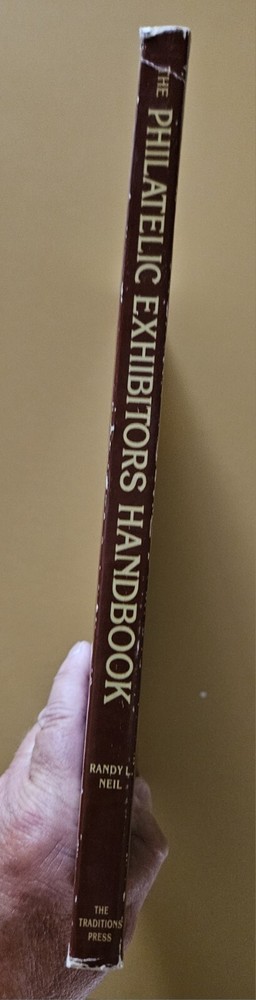 THE PHILATELIC EXHIBITORS HANDBOOK
RANDY L.
NEIL
THE
TRADITIONS
PRESS